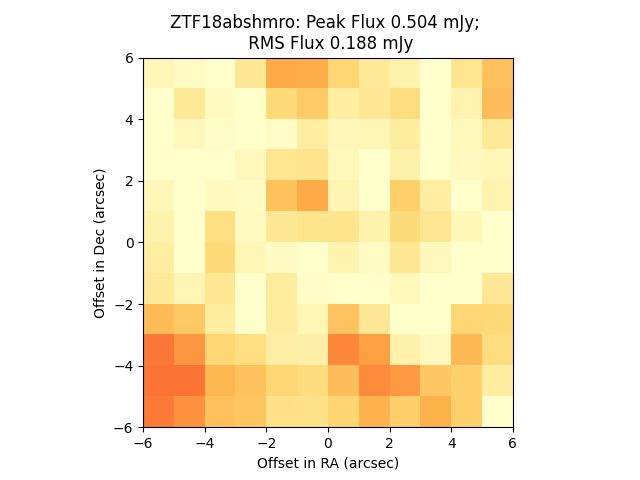 ZTF18abshmro: Peak Flux 0.504 mJy;
RMS Flux 0.188 mJy
6
4
2
0
−2
−4
−6
Offset in Dec (arcsec)
−6 −4 −2 0 2 4 6
Offset in RA (arcsec)